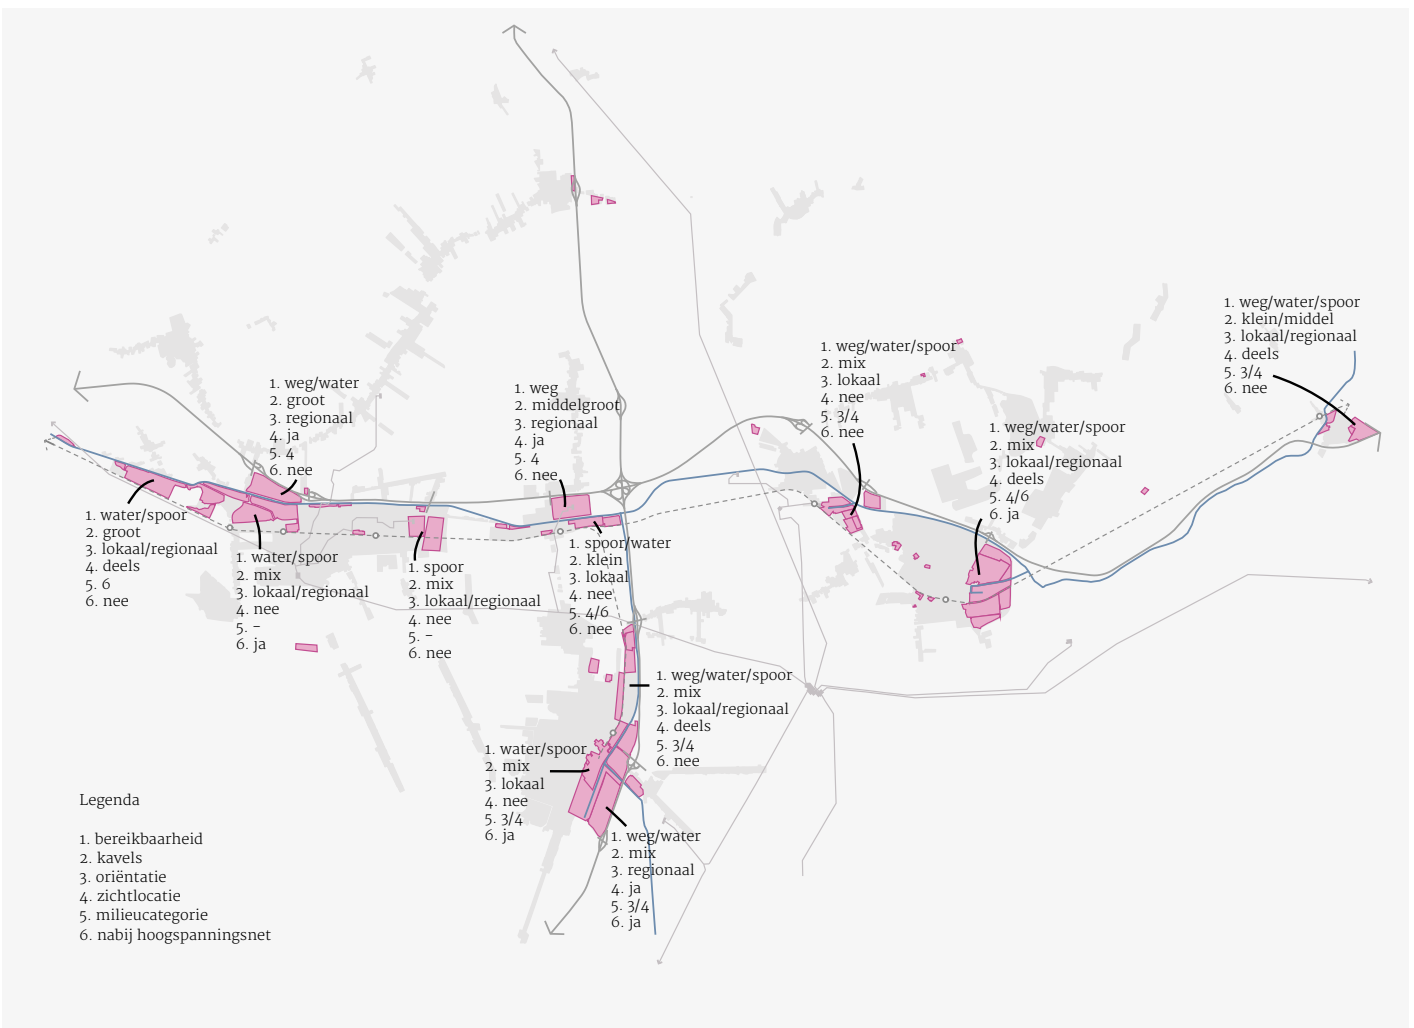 1. weg/water/spoor
2. klein/middel
3. lokaal/regionaal
4. deels
5. 3/4
6. nee
1. weg/water/spoor
2. mix
3. lokaal
4. nee
5. 3/4
6. nee
1. weg/water
2. groot
3. regionaal
4. ja
5. 4
6. nee
1. weg
2. middelgroot
3. regionaal
4. ja
5. 4
6. nee
1. weg/water/spoor
2. mix
3. lokaal/regionaal
4. deels
5. 4/6
6. ja
1. water/spoor
2. groot
3. lokaal/regionaal
4. deels
5. 6
6. nee
1. water/spoor
2. mix
3. lokaal/regionaal
4. nee
5. -
6. ja
1. spoor
2. mix
3. lokaal/regionaal
4. nee
5. -
6. nee
1. spoor/water
2. klein
3. lokaal
4. nee
5. 4/6
6. nee
1. weg/water/spoor
2. mix
3. lokaal/regionaal
4. deels
5. 3/4
6. nee
1. water/spoor
2. mix
3. lokaal
4. nee
5. 3/4
6. ja
1. weg/water
2. mix
3. regionaal
4. ja
5. 3/4
6. ja
Legenda
1. bereikbaarheid
2. kavels
3. oriëntatie
4. zichtlocatie
5. milieucategorie
6. nabij hoogspanningsnet